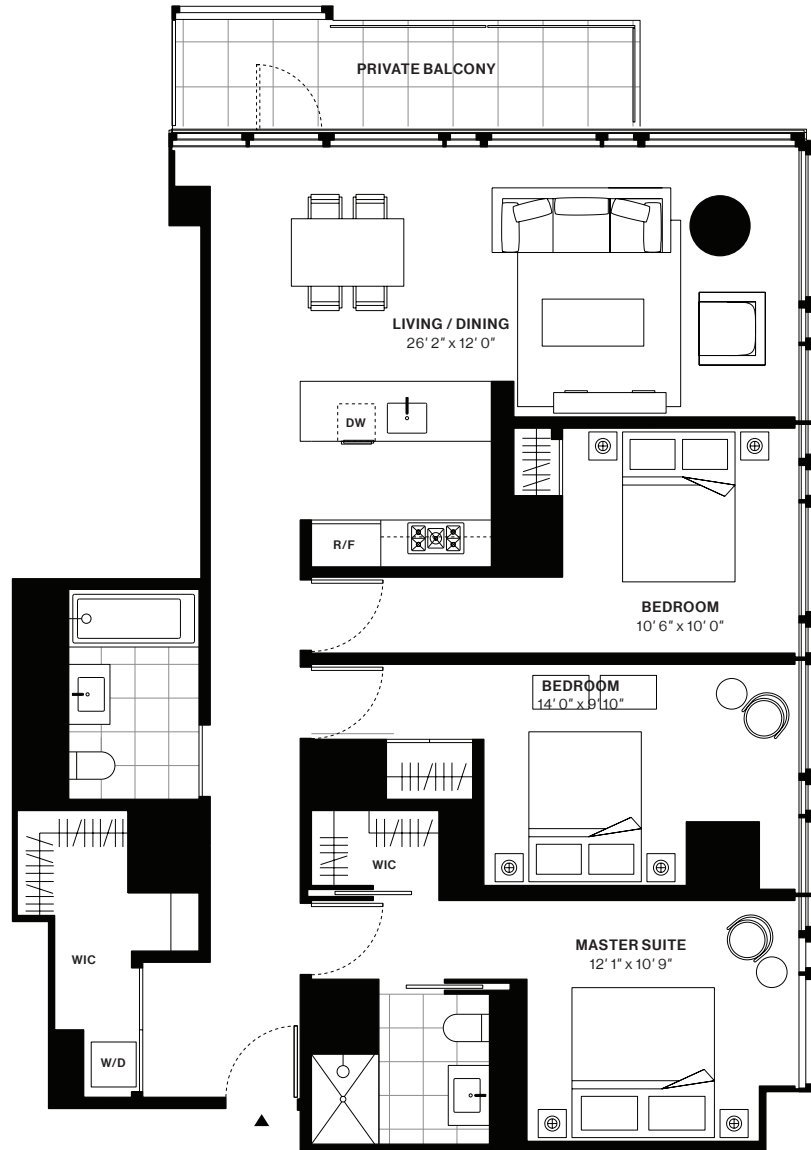 PRIVATE BALCONY
LIVING / DINING
26' 2" x 12' 0"
DW
R/F
BEDROOM
10' 6" x 10' 0"
BEDROOM
14' 0" x 9' 10"
WIC
WIC
MASTER SUITE
12' 1" x 10' 9"
W/D